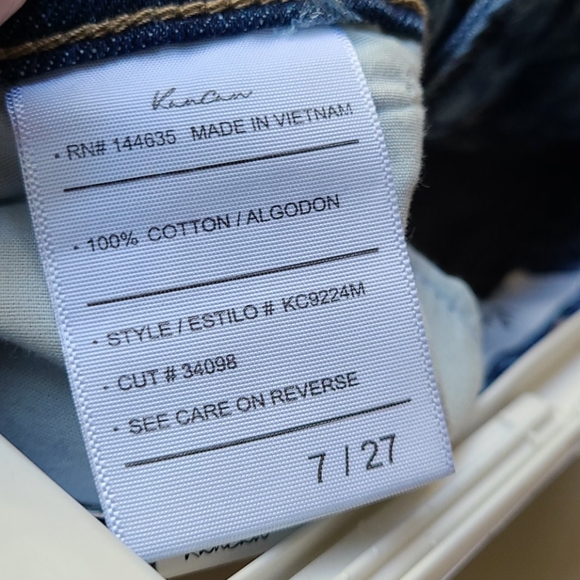 KanCan
· RN# 144635 MADE IN VIETNAM
· 100% COTTON / ALGODON
· STYLE / ESTILO # KC9224M
· CUT # 34098
· SEE CARE ON REVERSE
7 / 27
KanCan